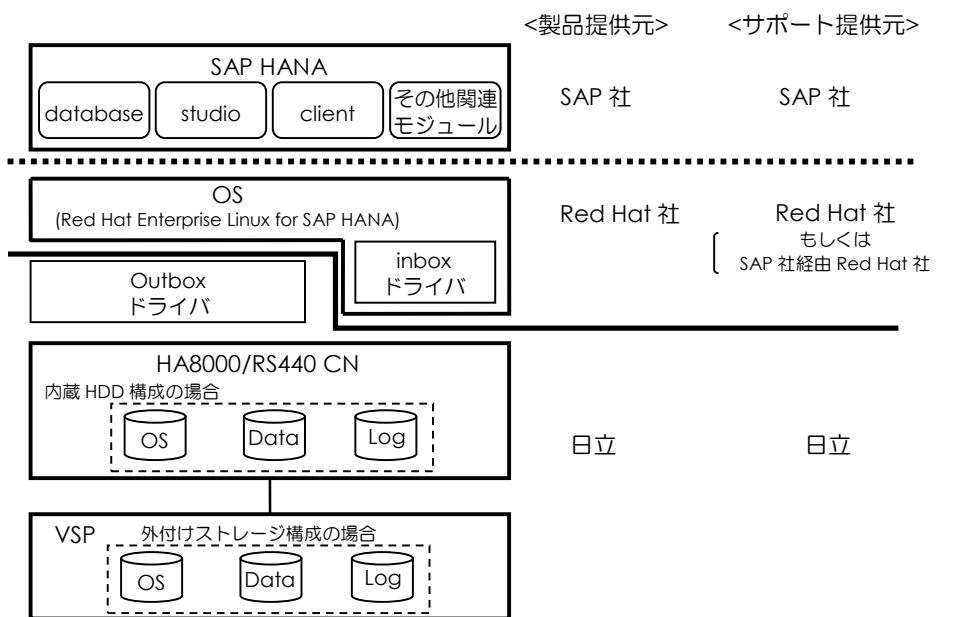 <製品提供元> <サポート提供元>
SAP HANA
database studio client その他関連
モジュール
SAP 社 SAP 社
OS
(Red Hat Enterprise Linux for SAP HANA)
Red Hat 社 Red Hat 社
もしくは
SAP 社経由 Red Hat 社
inbox
ドライバ
Outbox
ドライバ
HA8000/RS440 CN
内蔵 HDD 構成の場合
OS Data Log
日立 日立
VSP 外付けストレージ構成の場合
OS Data Log